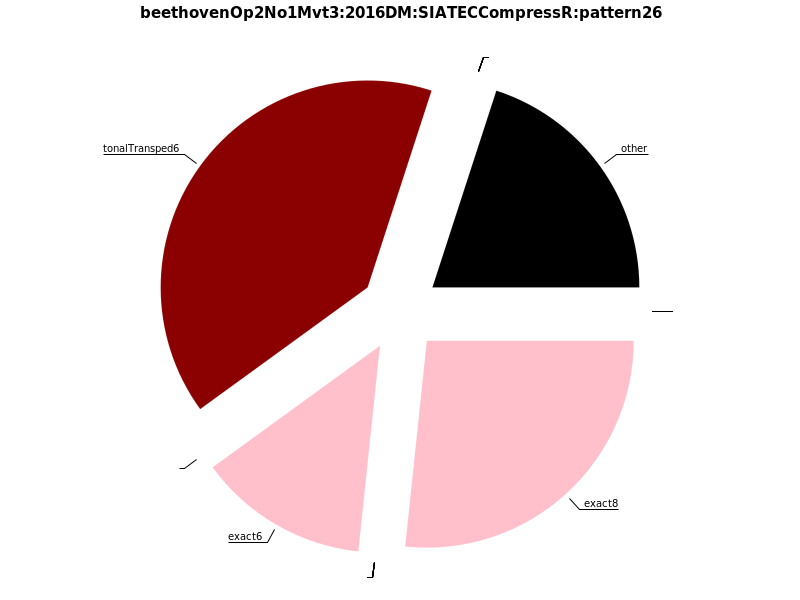 beethovenOp2No1Mvt3:2016DM:SIATECCompressR:pattern26
tonalTransped6
other
exact8
exact6